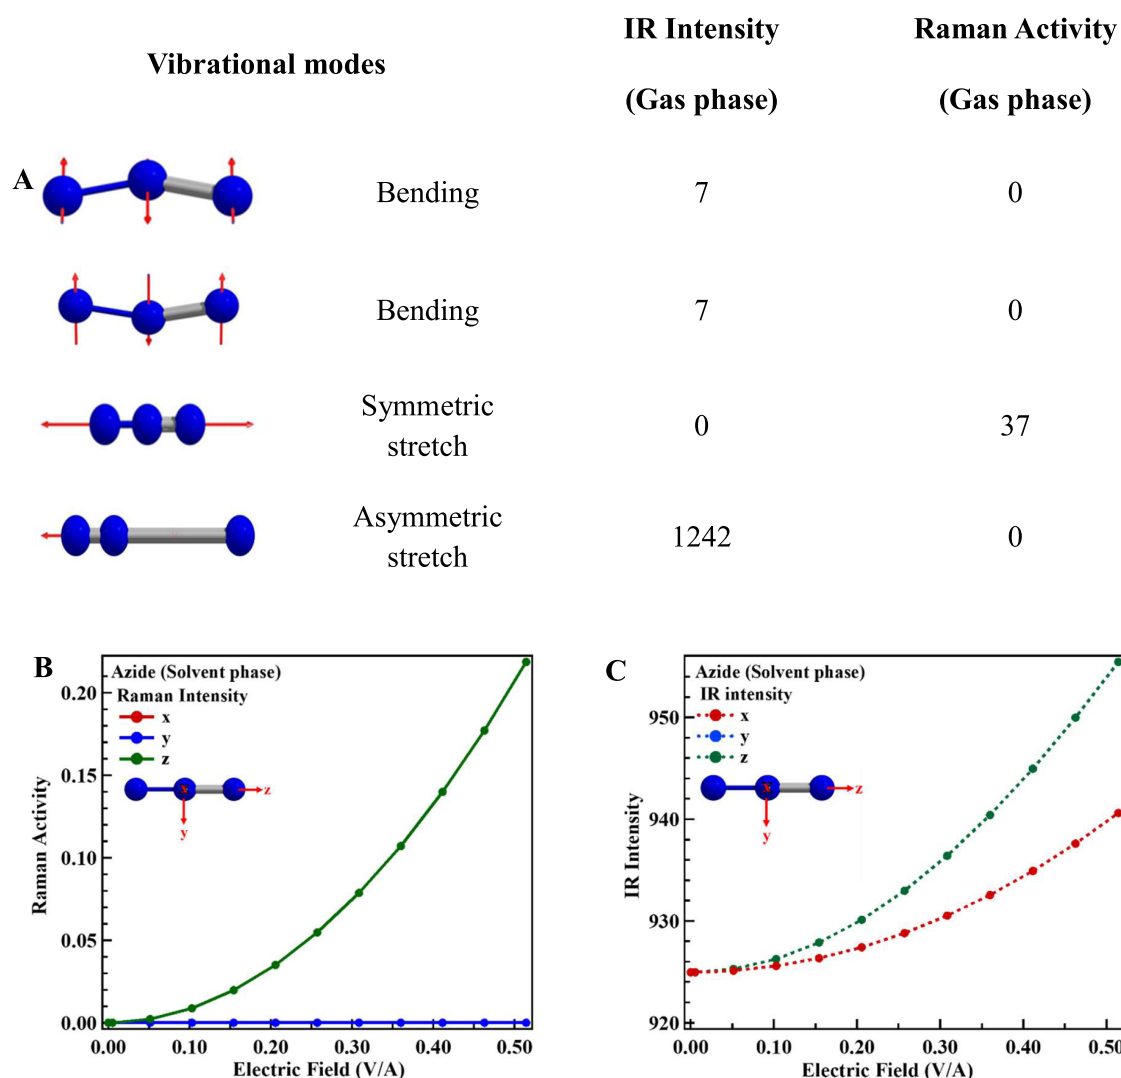 Vibrational modes
IR Intensity
(Gas phase)
Raman Activity
(Gas phase)
A
Bending
7
0
Bending
7
0
Symmetric
stretch
0
37
Asymmetric
stretch
1242
0
B
Azide (Solvent phase)
Raman Intensity
x
y
z
x
z
y
0.20
0.15
0.10
0.05
0.00
Raman Activity
0.00 0.10 0.20 0.30 0.40 0.50
Electric Field (V/A)
C
Azide (Solvent phase)
IR intensity
x
y
z
x
z
y
950
940
930
920
IR Intensity
0.00 0.10 0.20 0.30 0.40 0.50
Electric Field (V/A)